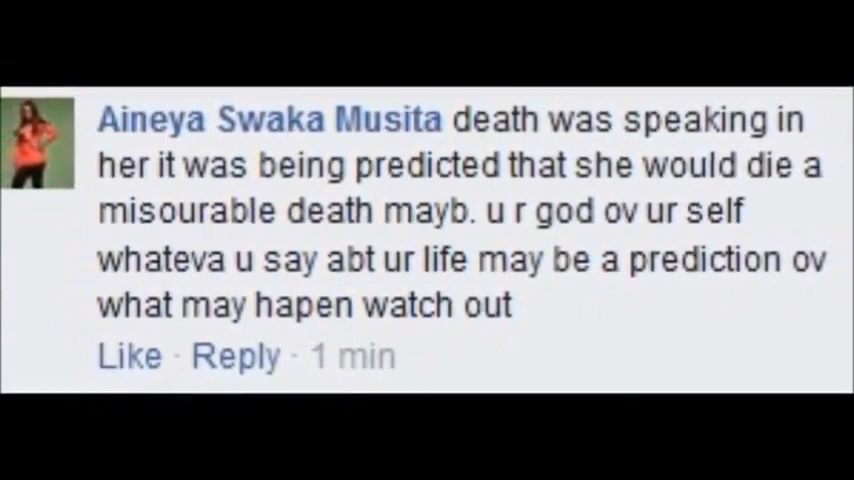 Aineya Swaka Musita death was speaking in
her it was being predicted that she would die a
misourable death mayb. u r god ov ur self
whateva u say abt ur life may be a prediction ov
what may hapen watch out
Like · Reply · 1 min